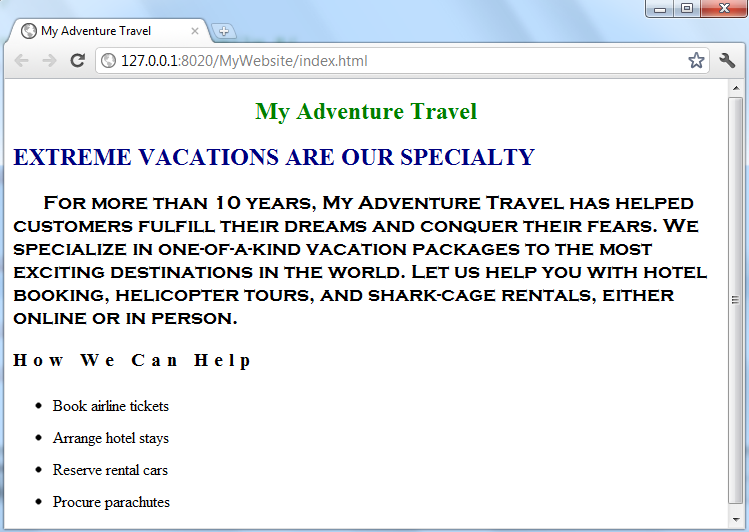 My Adventure Travel
127.0.0.1:8020/MyWebsite/index.html
My Adventure Travel
EXTREME VACATIONS ARE OUR SPECIALTY
For more than 10 years, My Adventure Travel has helped
customers fulfill their dreams and conquer their fears. We
specialize in one-of-a-kind vacation packages to the most
exciting destinations in the world. Let us help you with hotel
booking, helicopter tours, and shark-cage rentals, either
online or in person.
How We Can Help
• Book airline tickets
• Arrange hotel stays
• Reserve rental cars
• Procure parachutes